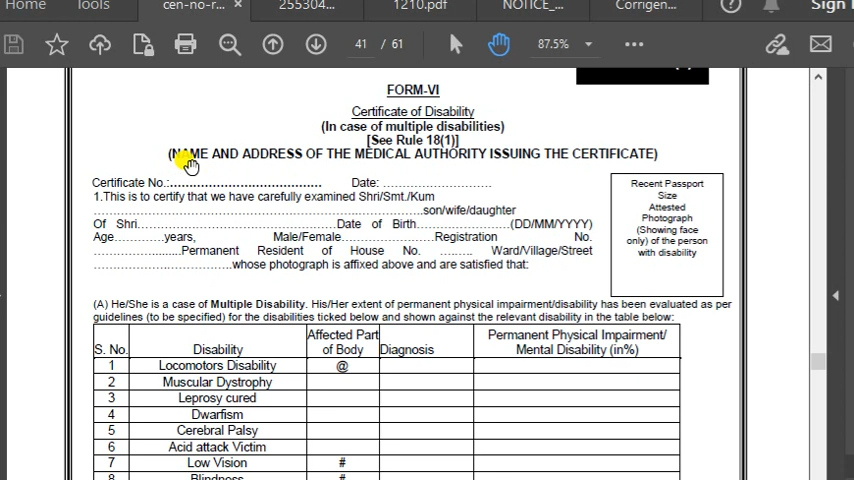 Home Tools cen-no-r... × 255304... 1210.pdf NOTICE_... Corrigen... Sign
41 / 61 87.5%
FORM-VI
Certificate of Disability
(In case of multiple disabilities)
[See Rule 18(1)]
(NAME AND ADDRESS OF THE MEDICAL AUTHORITY ISSUING THE CERTIFICATE)
Certificate No.:....................................... Date: ..............................
1.This is to certify that we have carefully examined Shri/Smt./Kum
....................................................................................son/wife/daughter
Of Shri..................................................Date of Birth....................(DD/MM/YYYY)
Age............years, Male/Female.......................Registration No.
......................Permanent Resident of House No. ......... Ward/Village/Street
...................................whose photograph is affixed above and are satisfied that:
Recent Passport
Size
Attested
Photograph
(Showing face
only) of the person
with disability
(A) He/She is a case of Multiple Disability. His/Her extent of permanent physical impairment/disability has been evaluated as per
guidelines (to be specified) for the disabilities ticked below and shown against the relevant disability in the table below:
S. No. Disability Affected Part of Body Diagnosis Permanent Physical Impairment/ Mental Disability (in%)
1 Locomotors Disability @
2 Muscular Dystrophy
3 Leprosy cured
4 Dwarfism
5 Cerebral Palsy
6 Acid attack Victim
7 Low Vision #
8 Blindness #